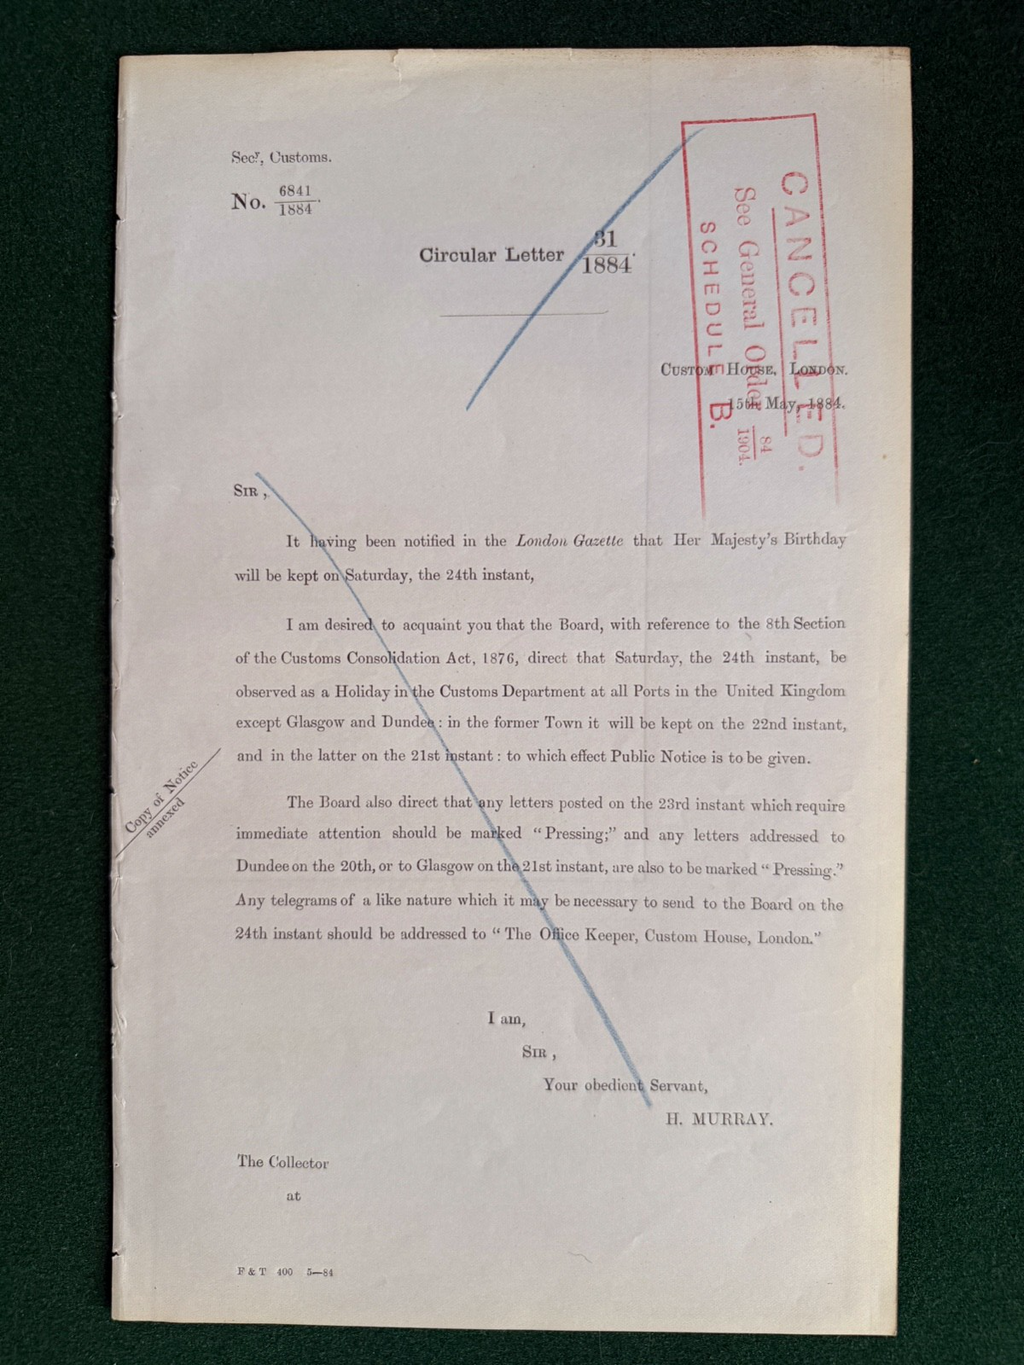 Secʳ, Customs.
No. 6841/1884.
Circular Letter 31/1884.
CANCELLED.
See General Order 84/1904.
SCHEDULE B.
Custom House, London.
15th May, 1884.
Sir,
It having been notified in the London Gazette that Her Majesty's Birthday
will be kept on Saturday, the 24th instant,
I am desired to acquaint you that the Board, with reference to the 8th Section
of the Customs Consolidation Act, 1876, direct that Saturday, the 24th instant, be
observed as a Holiday in the Customs Department at all Ports in the United Kingdom
except Glasgow and Dundee: in the former Town it will be kept on the 22nd instant,
and in the latter on the 21st instant: to which effect Public Notice is to be given.
Copy of Notice
annexed
The Board also direct that any letters posted on the 23rd instant which require
immediate attention should be marked "Pressing;" and any letters addressed to
Dundee on the 20th, or to Glasgow on the 21st instant, are also to be marked "Pressing."
Any telegrams of a like nature which it may be necessary to send to the Board on the
24th instant should be addressed to "The Office Keeper, Custom House, London."
I am,
Sir,
Your obedient Servant,
H. MURRAY.
The Collector
at
F & T 400 5—84